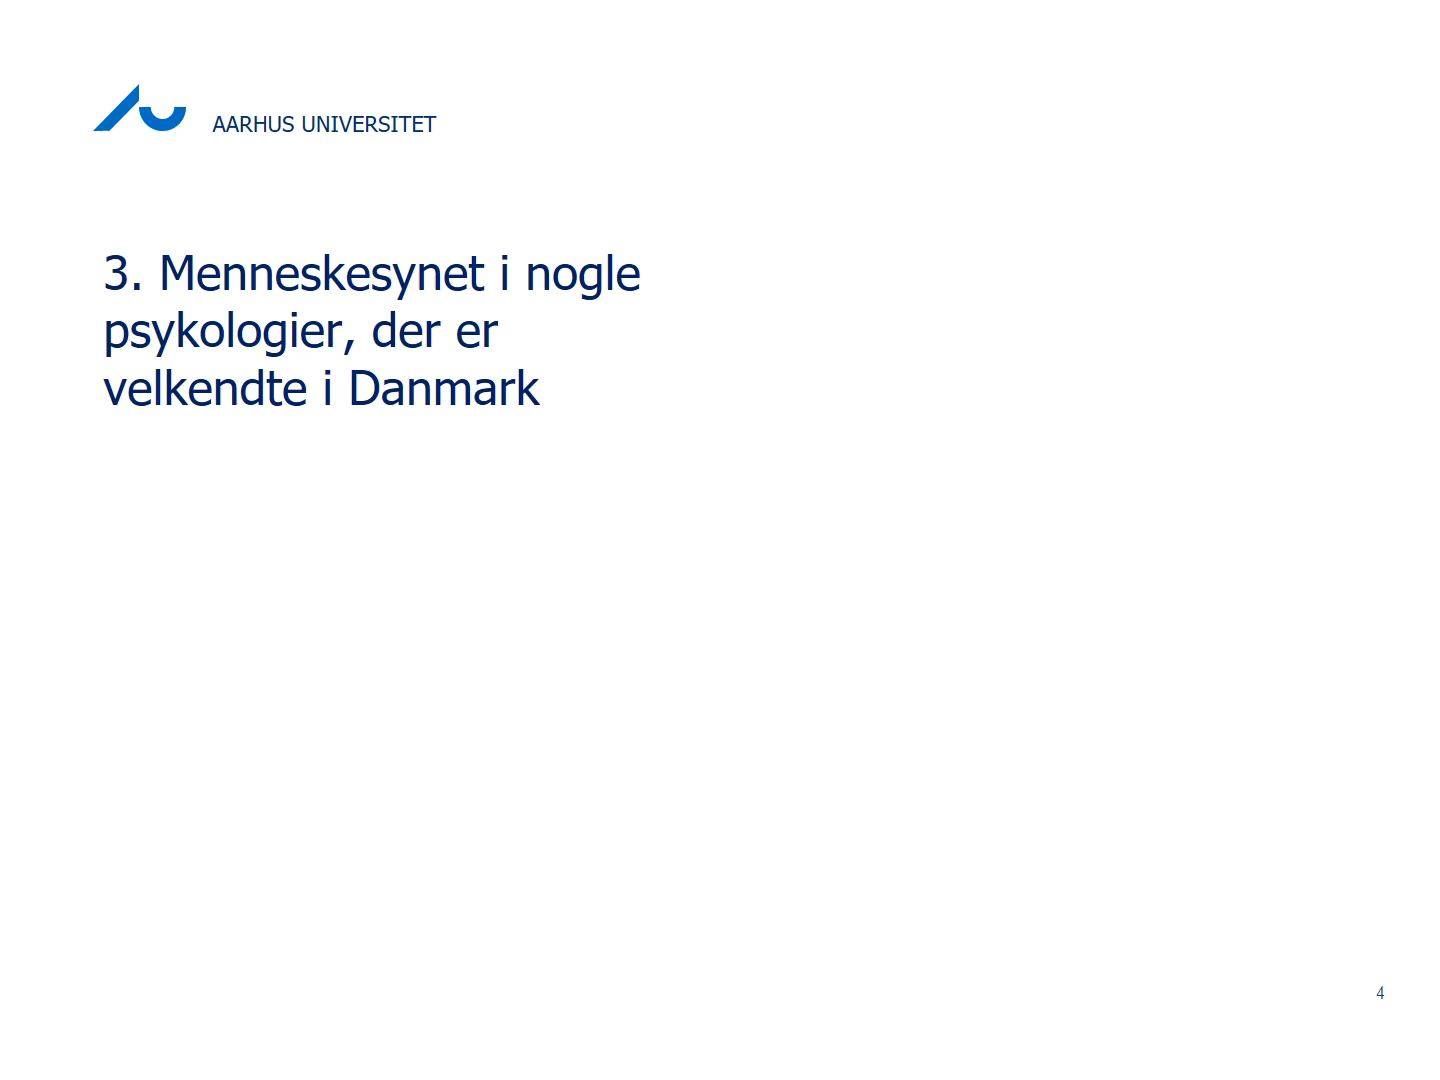 AARHUS UNIVERSITET
3. Menneskesynet i nogle
psykologier, der er
velkendte i Danmark
4